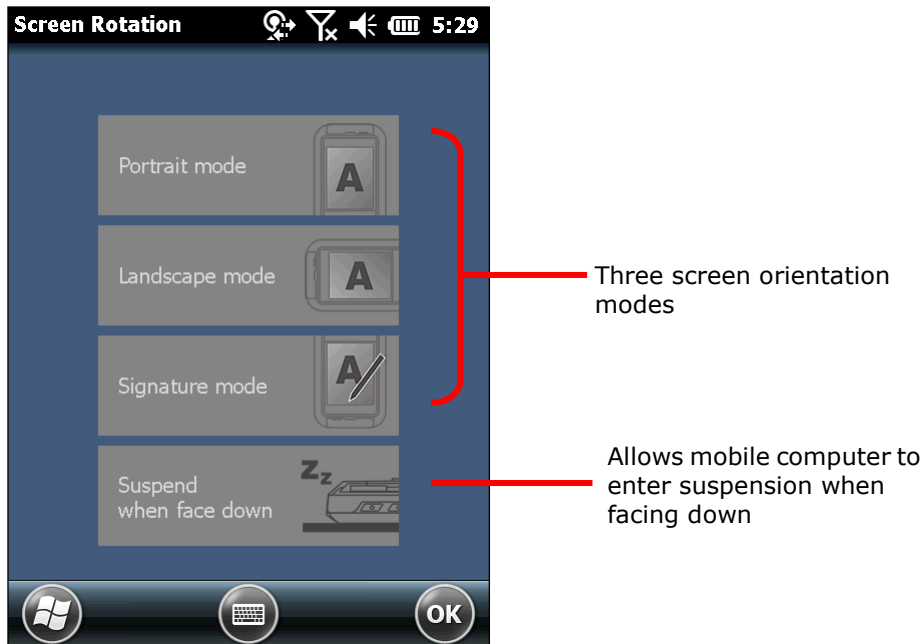 Screen Rotation 5:29
Portrait mode
A
Landscape mode
A
Signature mode
A
Suspend
when face down
Zz
OK
Three screen orientation
modes
Allows mobile computer to
enter suspension when
facing down